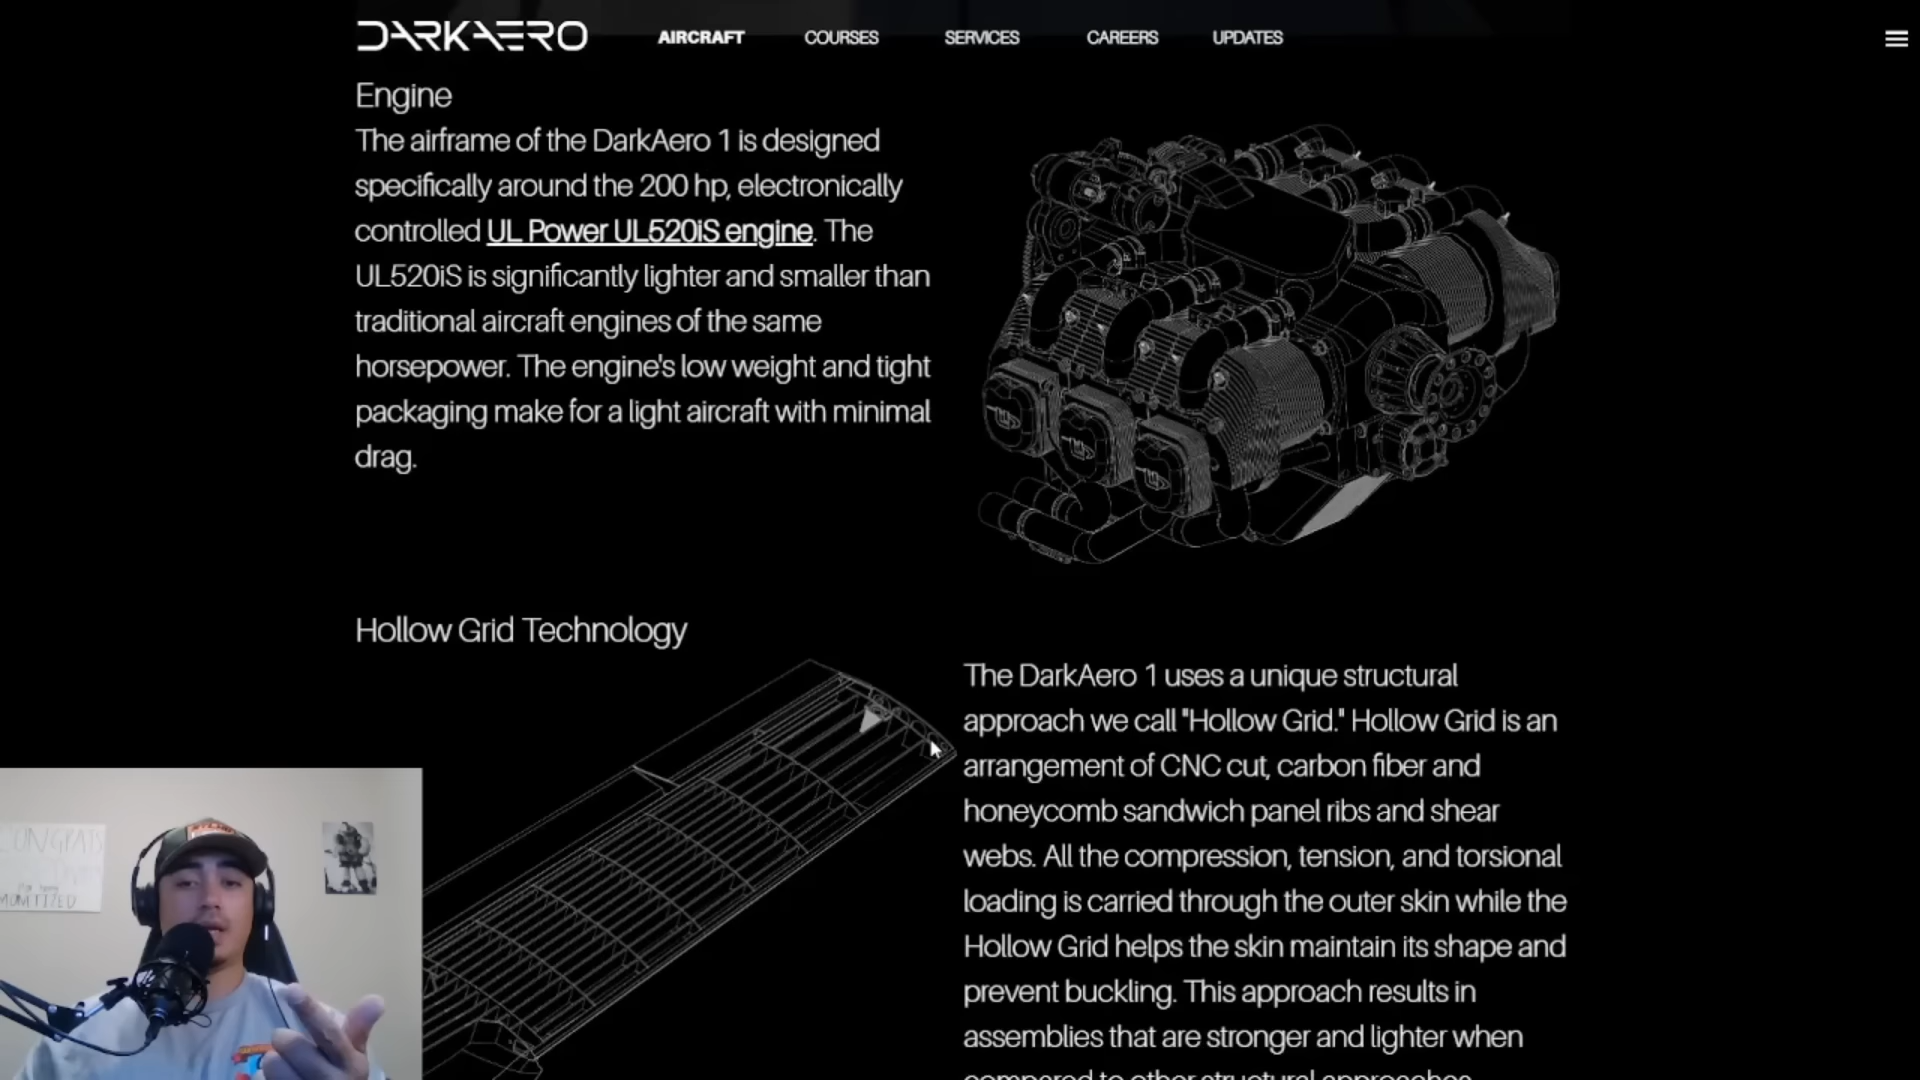 DARKAERO
AIRCRAFT
COURSES
SERVICES
CAREERS
UPDATES
Engine
The airframe of the DarkAero 1 is designed
specifically around the 200 hp, electronically
controlled UL Power UL520iS engine. The
UL520iS is significantly lighter and smaller than
traditional aircraft engines of the same
horsepower. The engine's low weight and tight
packaging make for a light aircraft with minimal
drag.
Hollow Grid Technology
The DarkAero 1 uses a unique structural
approach we call "Hollow Grid." Hollow Grid is an
arrangement of CNC cut, carbon fiber and
honeycomb sandwich panel ribs and shear
webs. All the compression, tension, and torsional
loading is carried through the outer skin while the
Hollow Grid helps the skin maintain its shape and
prevent buckling. This approach results in
assemblies that are stronger and lighter when
compared to other structural approaches